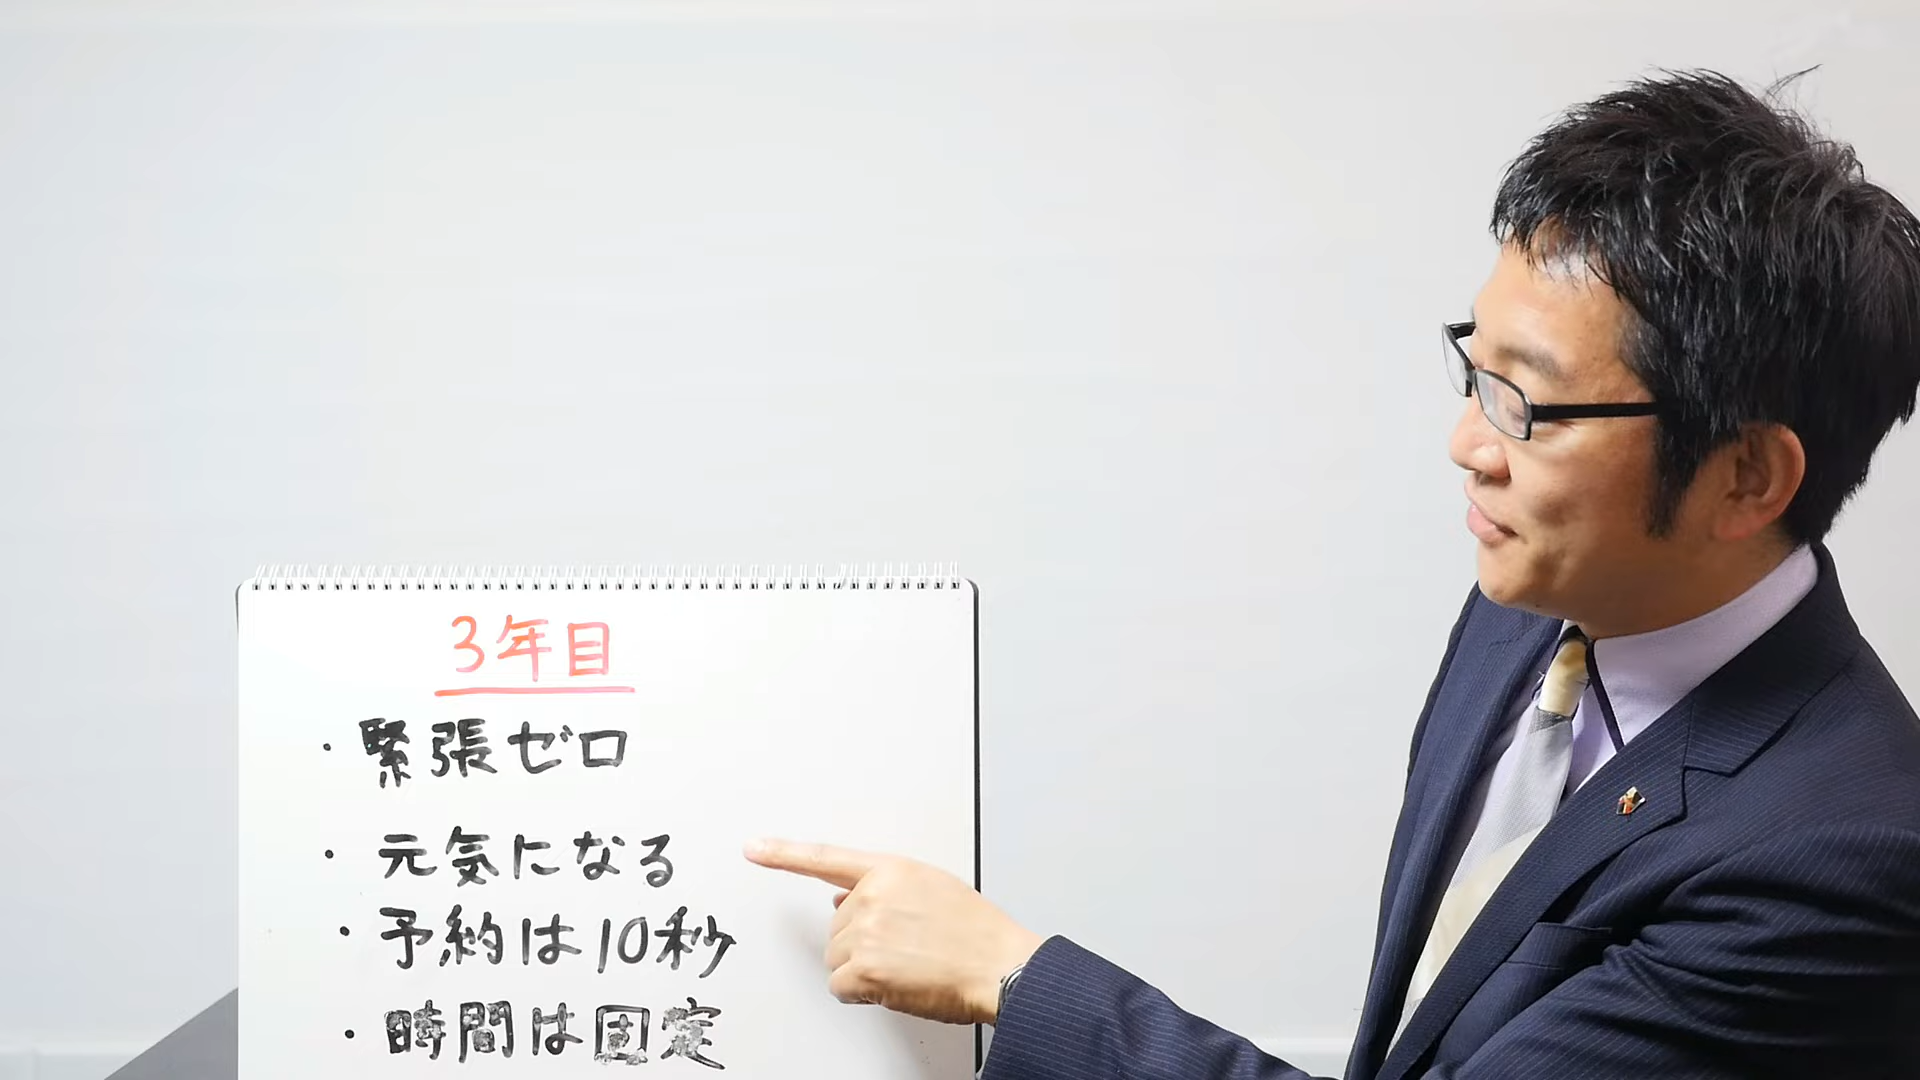 3年目
・緊張ゼロ
・元気になる
・予約は10秒
・時間は固定